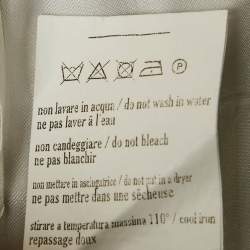 P
non lavare in acqua / do not wash in water
ne pas laver à l'eau
non candeggiare / do not bleach
ne pas blanchir
non mettare in asciugatrice / do not put in a dryer
ne pas mettre dans une sècheuse
stirare a temperatura massima 110° / cool iron
repassage doux